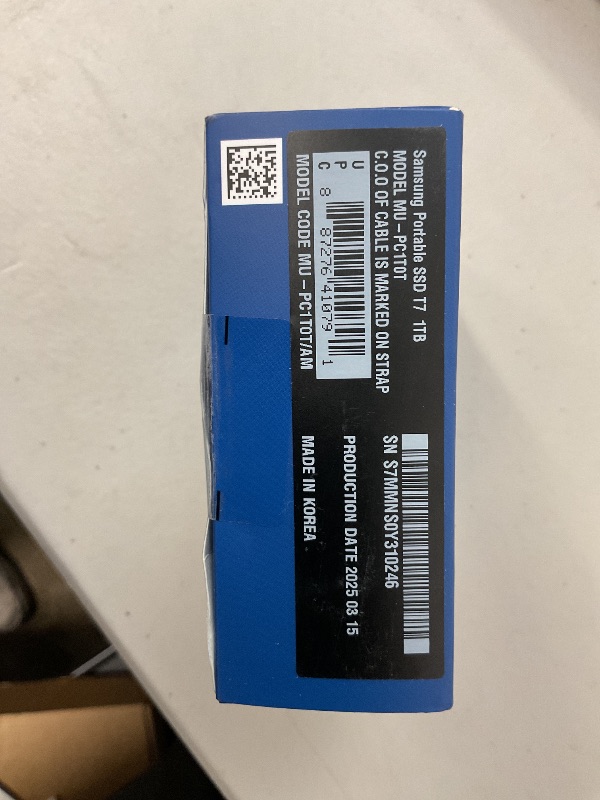 Samsung Portable SSD T7 1TB
MODEL MU-PC1T0T
C.O.O OF CABLE IS MARKED ON STRAP
UPC
8 87276 41079 1
MODEL CODE MU-PC1T0T/AM
SN S7MMNS0Y310246
PRODUCTION DATE 2025 03 15
MADE IN KOREA